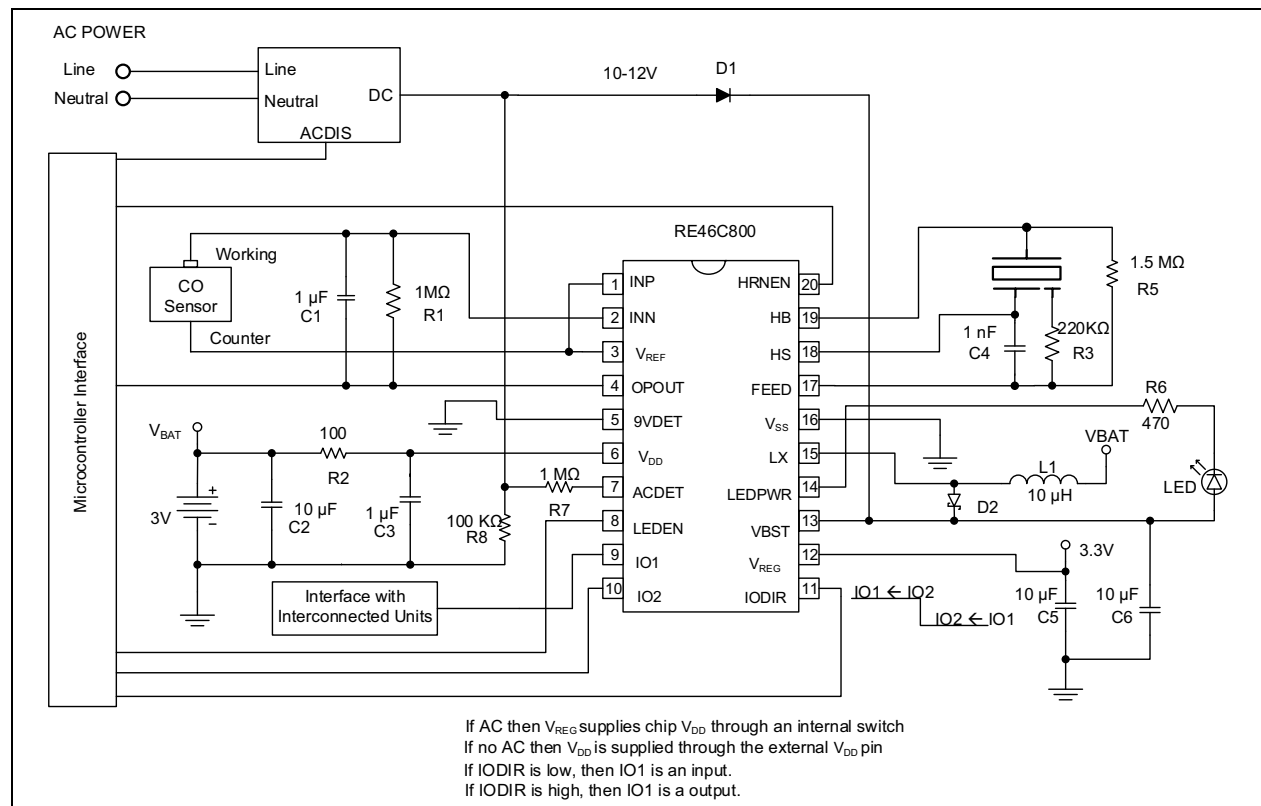 AC POWER
Line
Neutral
Line
Neutral
DC
ACDIS
10-12V
D1
Microcontroller Interface
RE46C800
Working
CO
Sensor
Counter
1 µF
C1
1MΩ
R1
1
INP
2
INN
3
VREF
4
OPOUT
5
9VDET
6
VDD
7
ACDET
8
LEDEN
9
IO1
10
IO2
HRNEN
20
HB
19
HS
18
FEED
17
VSS
16
LX
15
LEDPWR
14
VBST
13
VREG
12
IODIR
11
1.5 MΩ
R5
1 nF
C4
220KΩ
R3
R6
470
VBAT
L1
10 µH
LED
D2
VBAT
100
R2
3V
+
–
10 µF
C2
1 µF
C3
1 MΩ
R7
100 KΩ
R8
Interface with
Interconnected Units
IO1 ← IO2
IO2 ← IO1
3.3V
10 µF
C5
10 µF
C6
If AC then VREG supplies chip VDD through an internal switch
If no AC then VDD is supplied through the external VDD pin
If IODIR is low, then IO1 is an input.
If IODIR is high, then IO1 is a output.